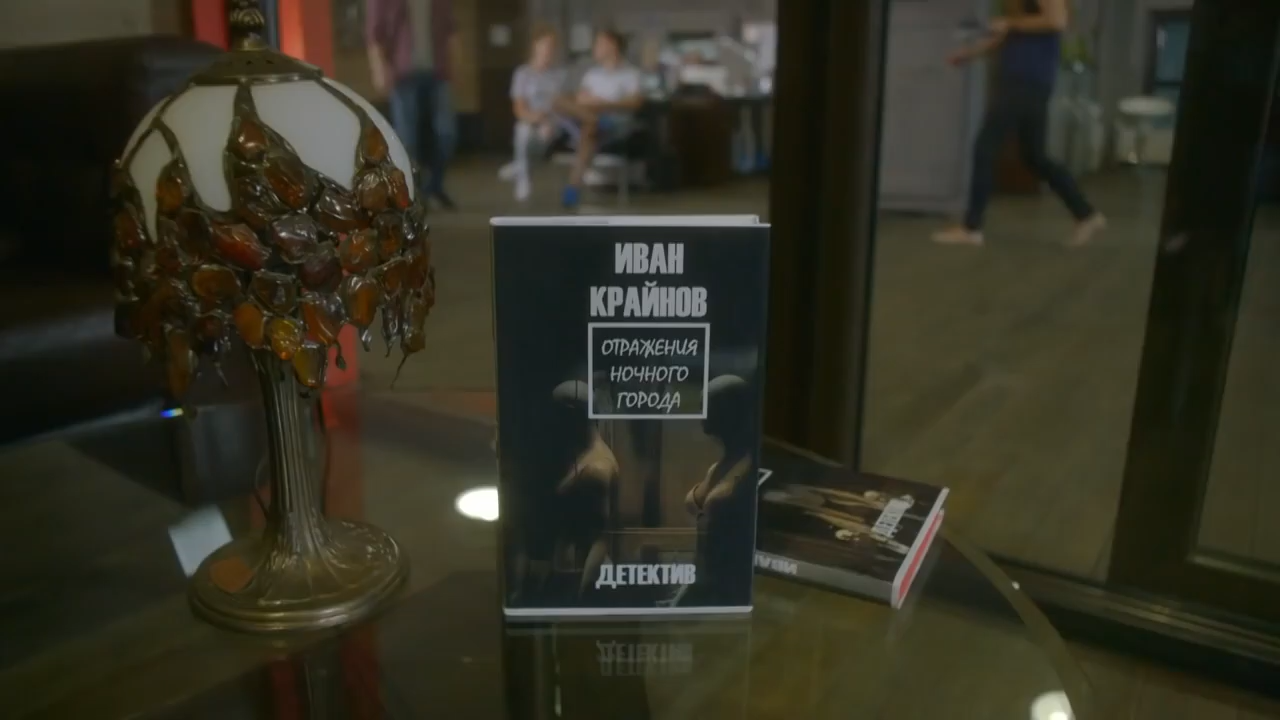 ИВАН
КРАЙНОВ
ОТРАЖЕНИЯ
НОЧНОГО
ГОРОДА
ДЕТЕКТИВ